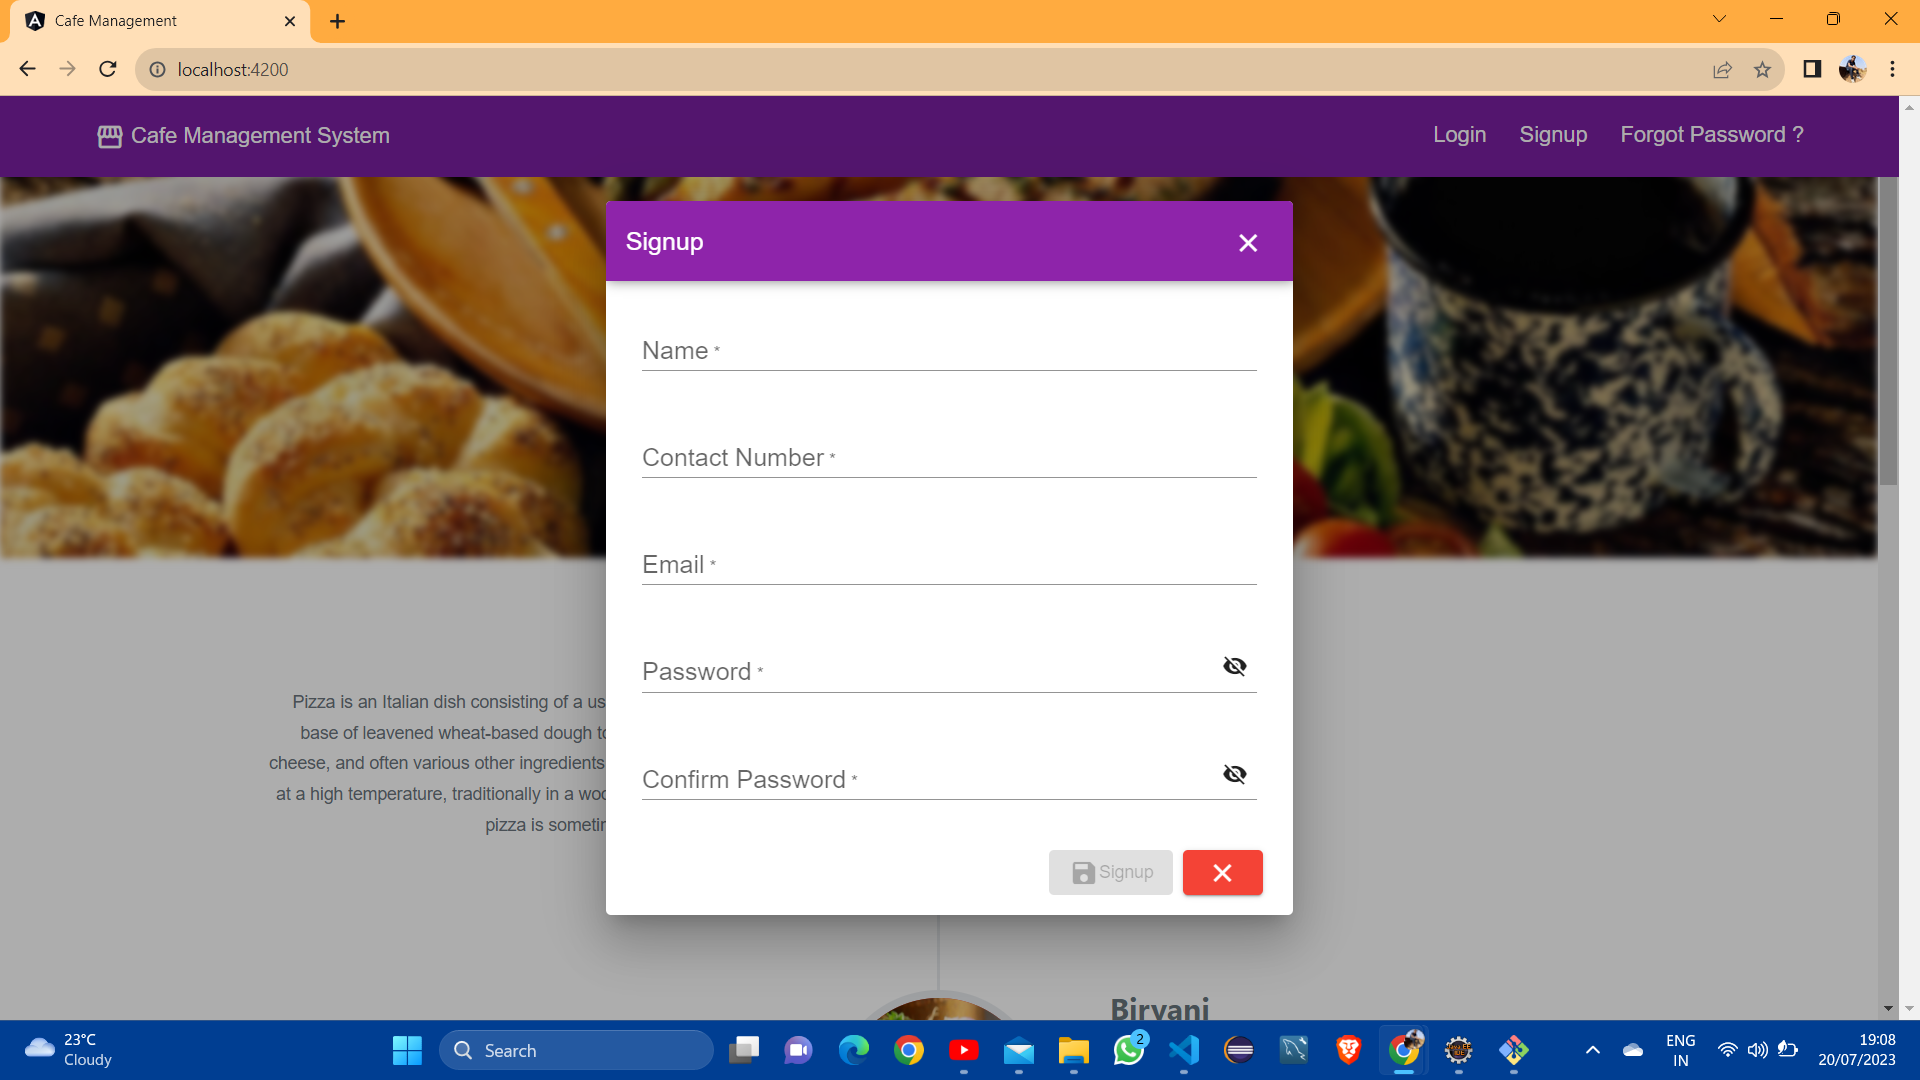 Cafe Management
localhost:4200
Cafe Management System
Login
Signup
Forgot Password ?
Signup
Name *
Contact Number *
Email *
Password *
Confirm Password *
Signup
Pizza is an Italian dish consisting of a
base of leavened wheat-based dough
cheese, and often various other ingredients
at a high temperature, traditionally in a
pizza is
Biryani
23°C
Cloudy
Search
2
ENG
IN
19:08
20/07/2023